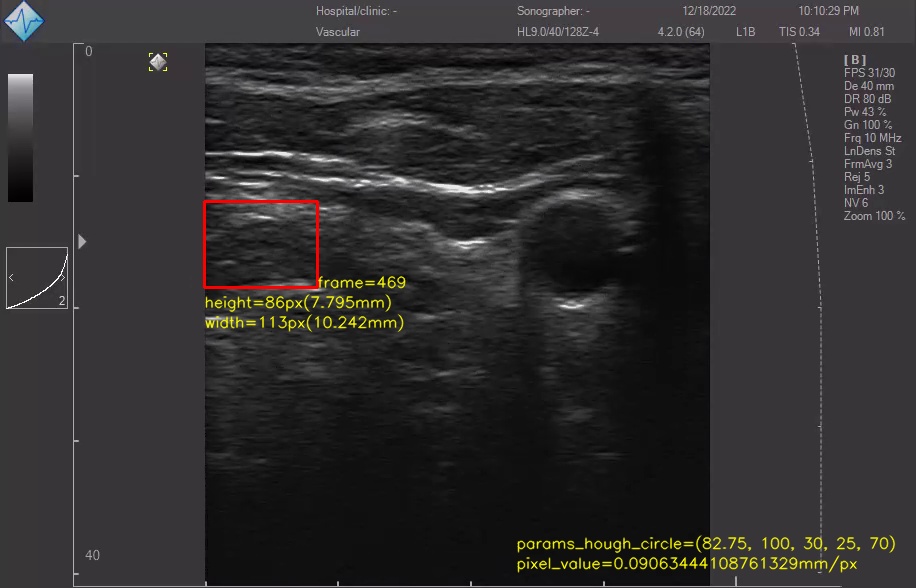 Hospital/clinic: - Sonographer: - 12/18/2022 10:10:29 PM
Vascular HL9.0/40/128Z-4 4.2.0 (64) L1B TIS 0.34 MI 0.81
0
[ B ]
FPS 31/30
De 40 mm
DR 80 dB
Pw 43 %
Gn 100 %
Frq 10 MHz
LnDens St
FrmAvg 3
Rej 5
ImEnh 3
NV 6
Zoom 100 %
2
frame=469
height=86px(7.795mm)
width=113px(10.242mm)
40
params_hough_circle=(82.75, 100, 30, 25, 70)
pixel_value=0.09063444108761329mm/px